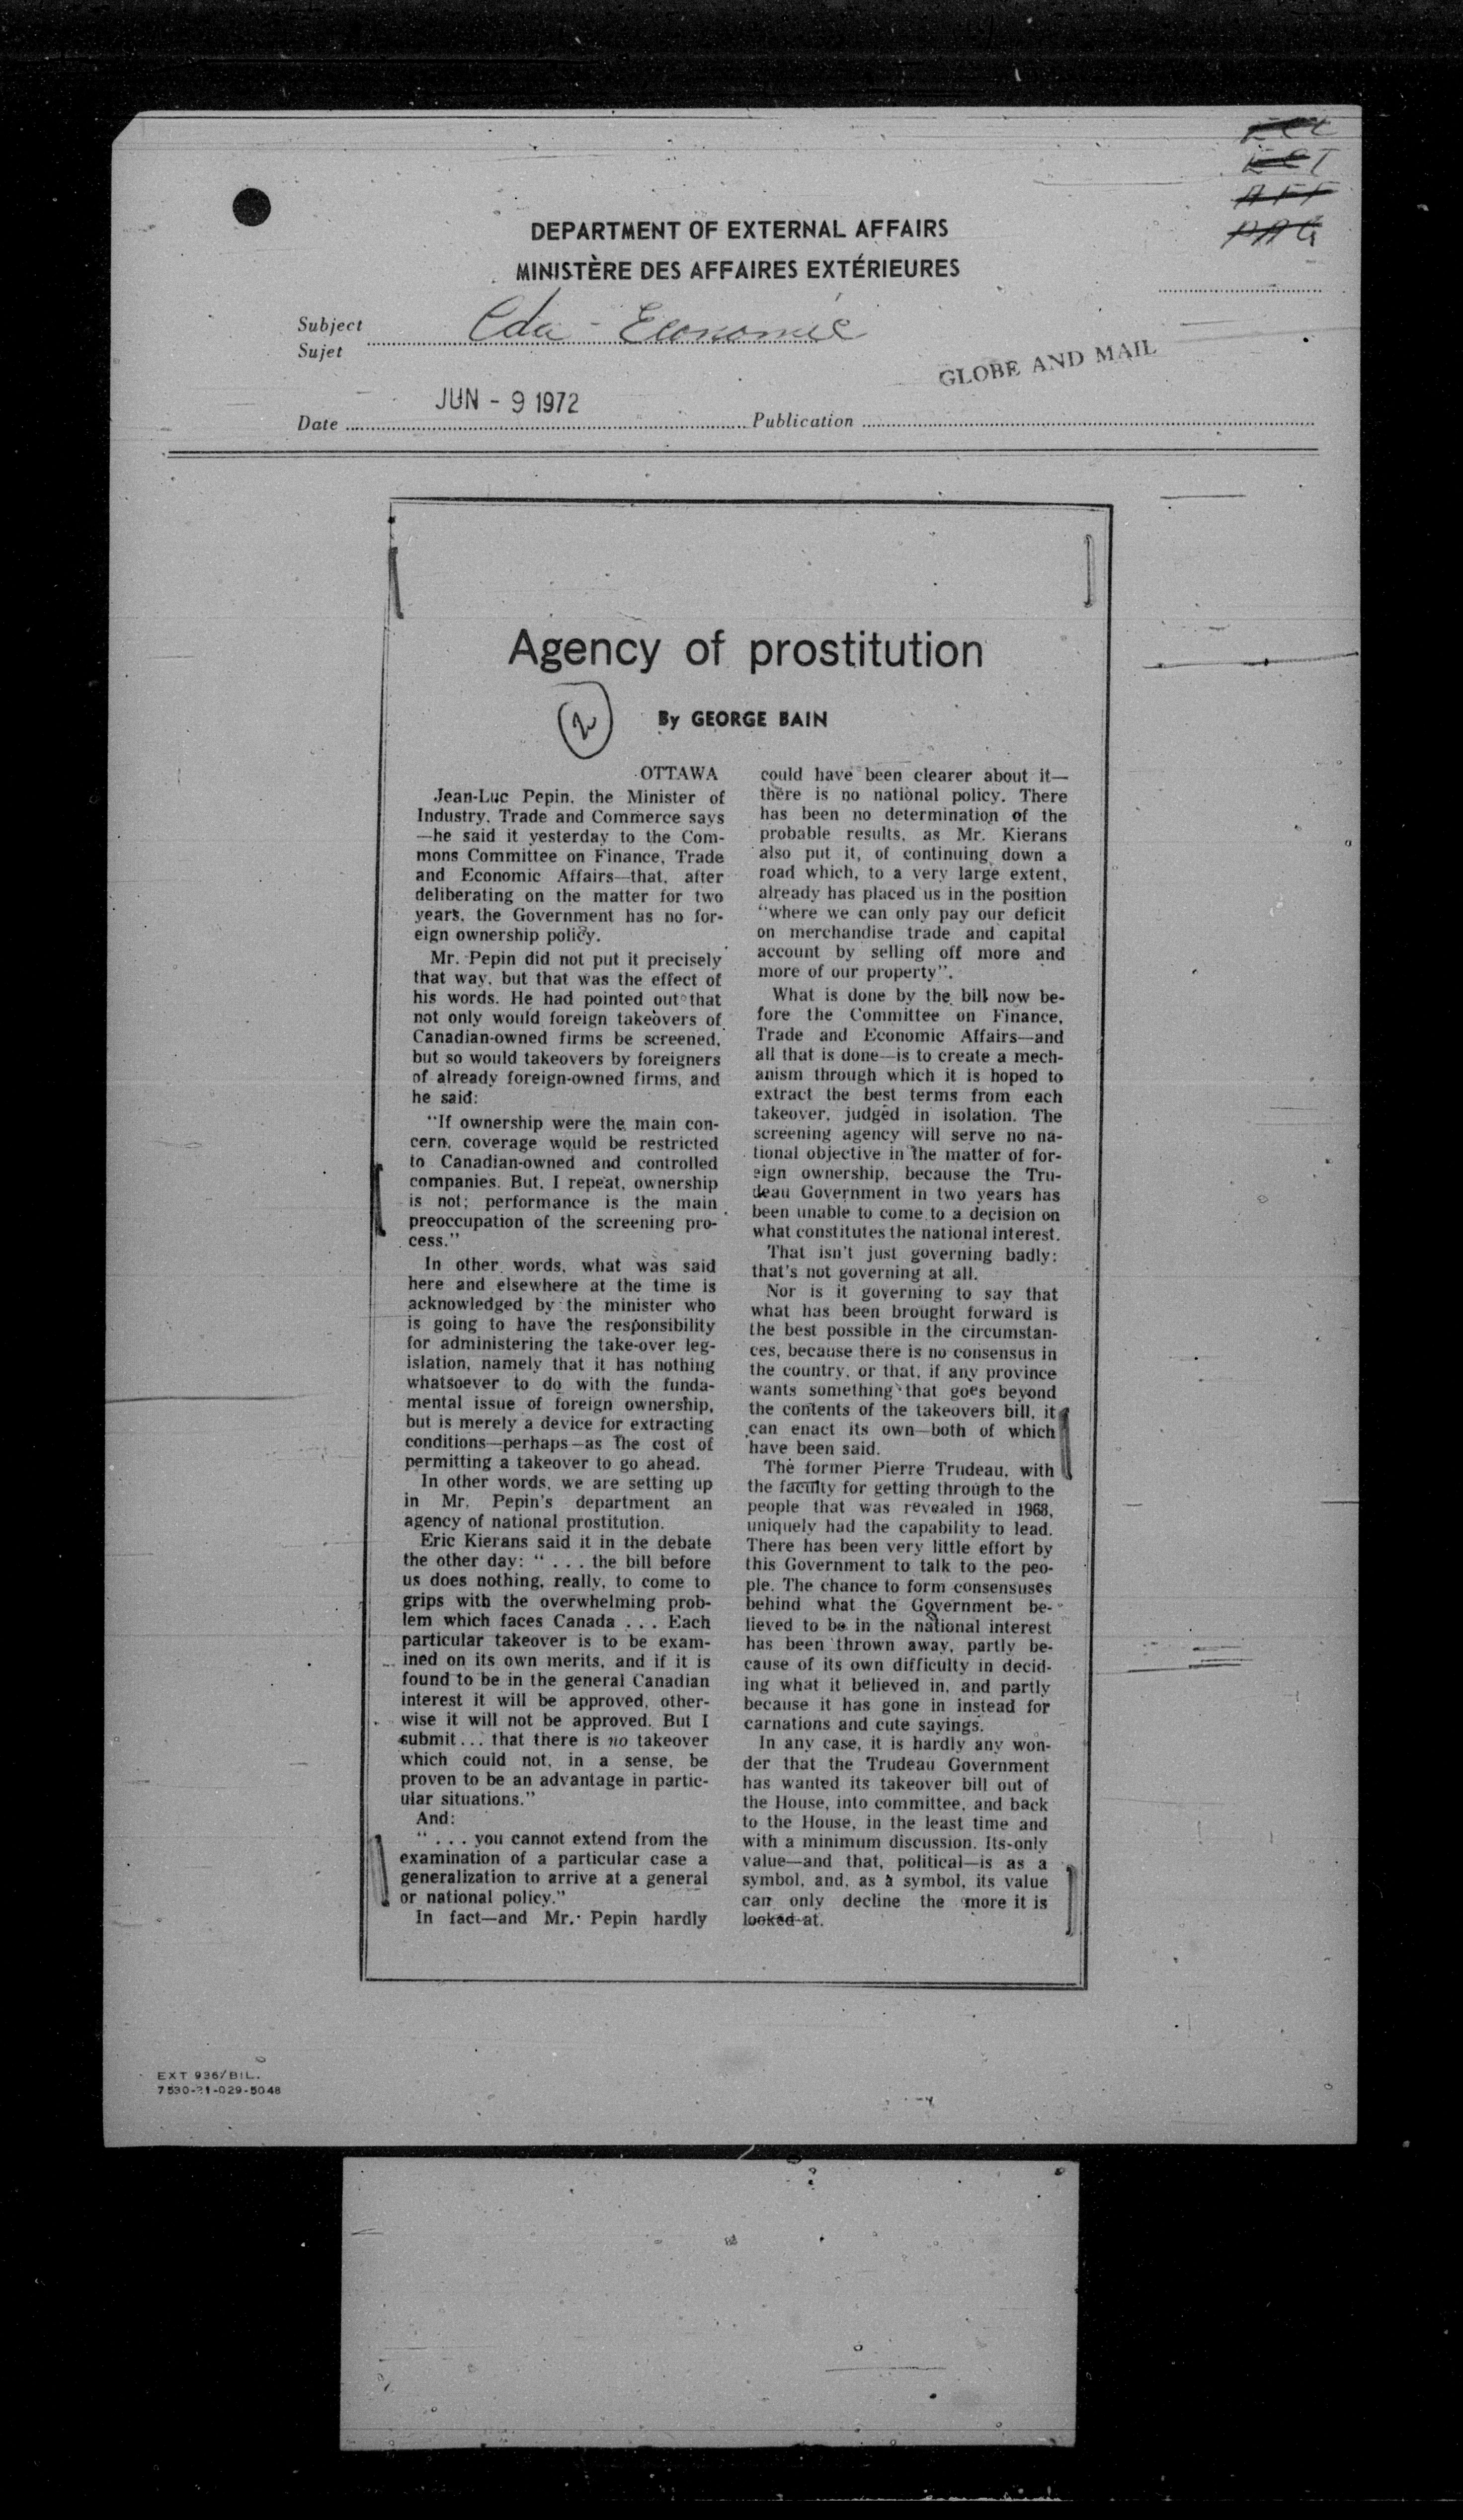 DEPARTMENT OF EXTERNAL AFFAIRS
MINISTÈRE DES AFFAIRES EXTÉRIEURES
Subject
Sujet
Cda - Economic
GLOBE AND MAIL
JUN - 9 1972
Date
Publication
Agency of prostitution
2
By GEORGE BAIN
OTTAWA
Jean-Luc Pepin, the Minister of
Industry, Trade and Commerce says
—he said it yesterday to the Com-
mons Committee on Finance, Trade
and Economic Affairs—that, after
deliberating on the matter for two
years, the Government has no for-
eign ownership policy.
Mr. Pepin did not put it precisely
that way, but that was the effect of
his words. He had pointed out that
not only would foreign takeovers of
Canadian-owned firms be screened,
but so would takeovers by foreigners
of already foreign-owned firms, and
he said:
“If ownership were the main con-
cern, coverage would be restricted
to Canadian-owned and controlled
companies. But, I repeat, ownership
is not; performance is the main
preoccupation of the screening pro-
cess.”
In other words, what was said
here and elsewhere at the time is
acknowledged by the minister who
is going to have the responsibility
for administering the take-over leg-
islation, namely that it has nothing
whatsoever to do with the funda-
mental issue of foreign ownership,
but is merely a device for extracting
conditions—perhaps—as the cost of
permitting a takeover to go ahead.
In other words, we are setting up
in Mr. Pepin's department an
agency of national prostitution.
Eric Kierans said it in the debate
the other day: “ . . . the bill before
us does nothing, really, to come to
grips with the overwhelming prob-
lem which faces Canada . . . Each
particular takeover is to be exam-
ined on its own merits, and if it is
found to be in the general Canadian
interest it will be approved, other-
wise it will not be approved. But I
submit . . . that there is no takeover
which could not, in a sense, be
proven to be an advantage in partic-
ular situations.”
And:
“ . . . you cannot extend from the
examination of a particular case a
generalization to arrive at a general
or national policy.”
In fact—and Mr. Pepin hardly
could have been clearer about it—
there is no national policy. There
has been no determination of the
probable results, as Mr. Kierans
also put it, of continuing down a
road which, to a very large extent,
already has placed us in the position
“where we can only pay our deficit
on merchandise trade and capital
account by selling off more and
more of our property”.
What is done by the bill now be-
fore the Committee on Finance,
Trade and Economic Affairs—and
all that is done—is to create a mech-
anism through which it is hoped to
extract the best terms from each
takeover, judged in isolation. The
screening agency will serve no na-
tional objective in the matter of for-
eign ownership, because the Tru-
deau Government in two years has
been unable to come to a decision on
what constitutes the national interest.
That isn't just governing badly;
that's not governing at all.
Nor is it governing to say that
what has been brought forward is
the best possible in the circumstan-
ces, because there is no consensus in
the country, or that, if any province
wants something that goes beyond
the contents of the takeovers bill, it
can enact its own—both of which
have been said.
The former Pierre Trudeau, with
the faculty for getting through to the
people that was revealed in 1968,
uniquely had the capability to lead.
There has been very little effort by
this Government to talk to the peo-
ple. The chance to form consensuses
behind what the Government be-
lieved to be in the national interest
has been thrown away, partly be-
cause of its own difficulty in decid-
ing what it believed in, and partly
because it has gone in instead for
carnations and cute sayings.
In any case, it is hardly any won-
der that the Trudeau Government
has wanted its takeover bill out of
the House, into committee, and back
to the House, in the least time and
with a minimum discussion. Its only
value—and that, political—is as a
symbol, and, as a symbol, its value
can only decline the more it is
looked at.
EXT 936/BIL.
7530-21-029-5048